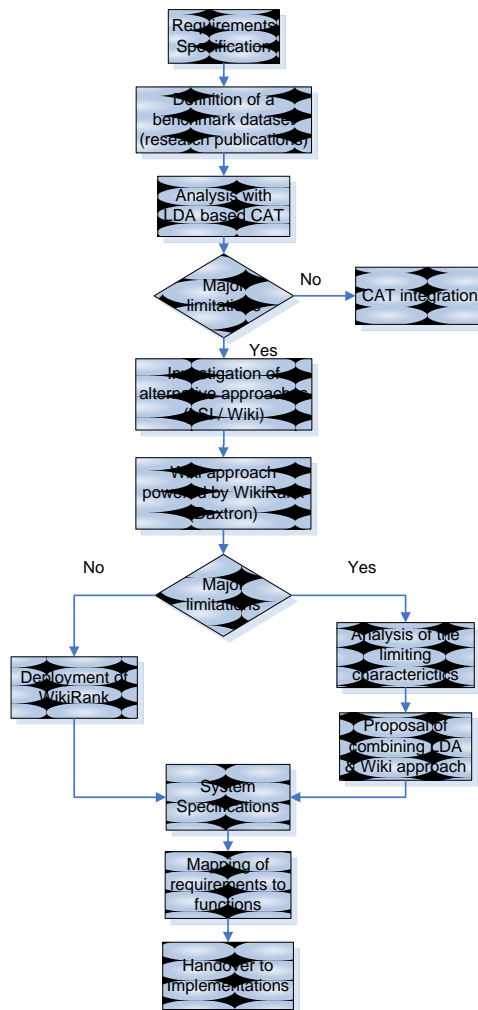 Requirements
Specification
Definition of a
benchmark dataset
(research publications)
Analysis with
LDA based CAT
Major
limitations
No
CAT integration
Yes
Investigation of
alternative approaches
(LSI / Wiki)
Wiki approach
powered by WikiRank
(Daxtron)
No
Major
limitations
Yes
Analysis of the
limiting
characterictics
Deployment of
WikiRank
Proposal of
combining LDA
& Wiki approach
System
Specifications
Mapping of
requirements to
functions
Handover to
Implementations